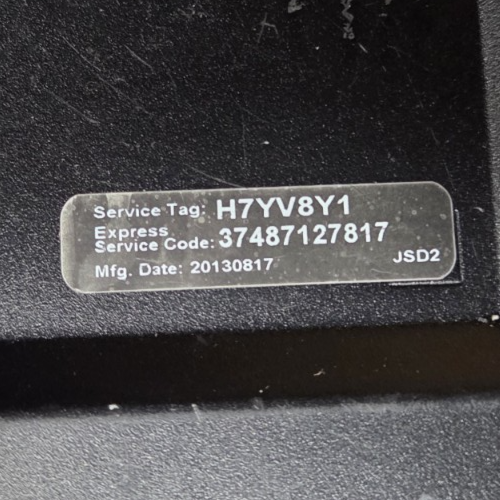 Service Tag: H7YV8Y1
Express
Service Code: 37487127817
Mfg. Date: 20130817 JSD2